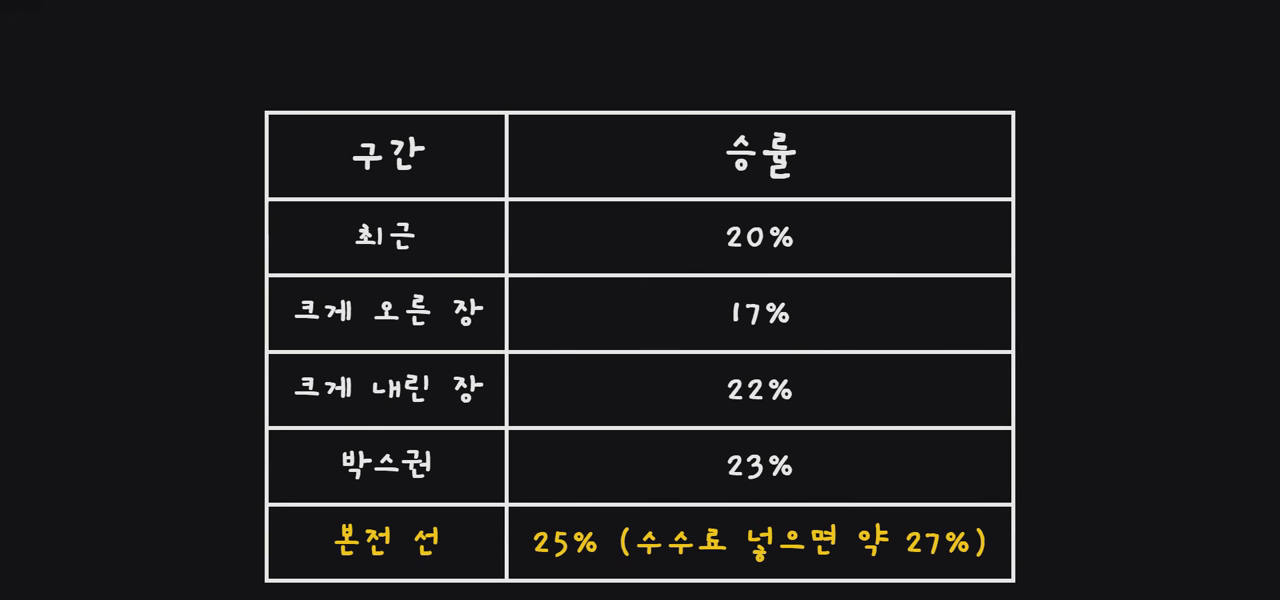 구간 승률
최근 20%
크게 오른 장 17%
크게 내린 장 22%
박스권 23%
본전 선 25% (수수료 넣으면 약 27%)